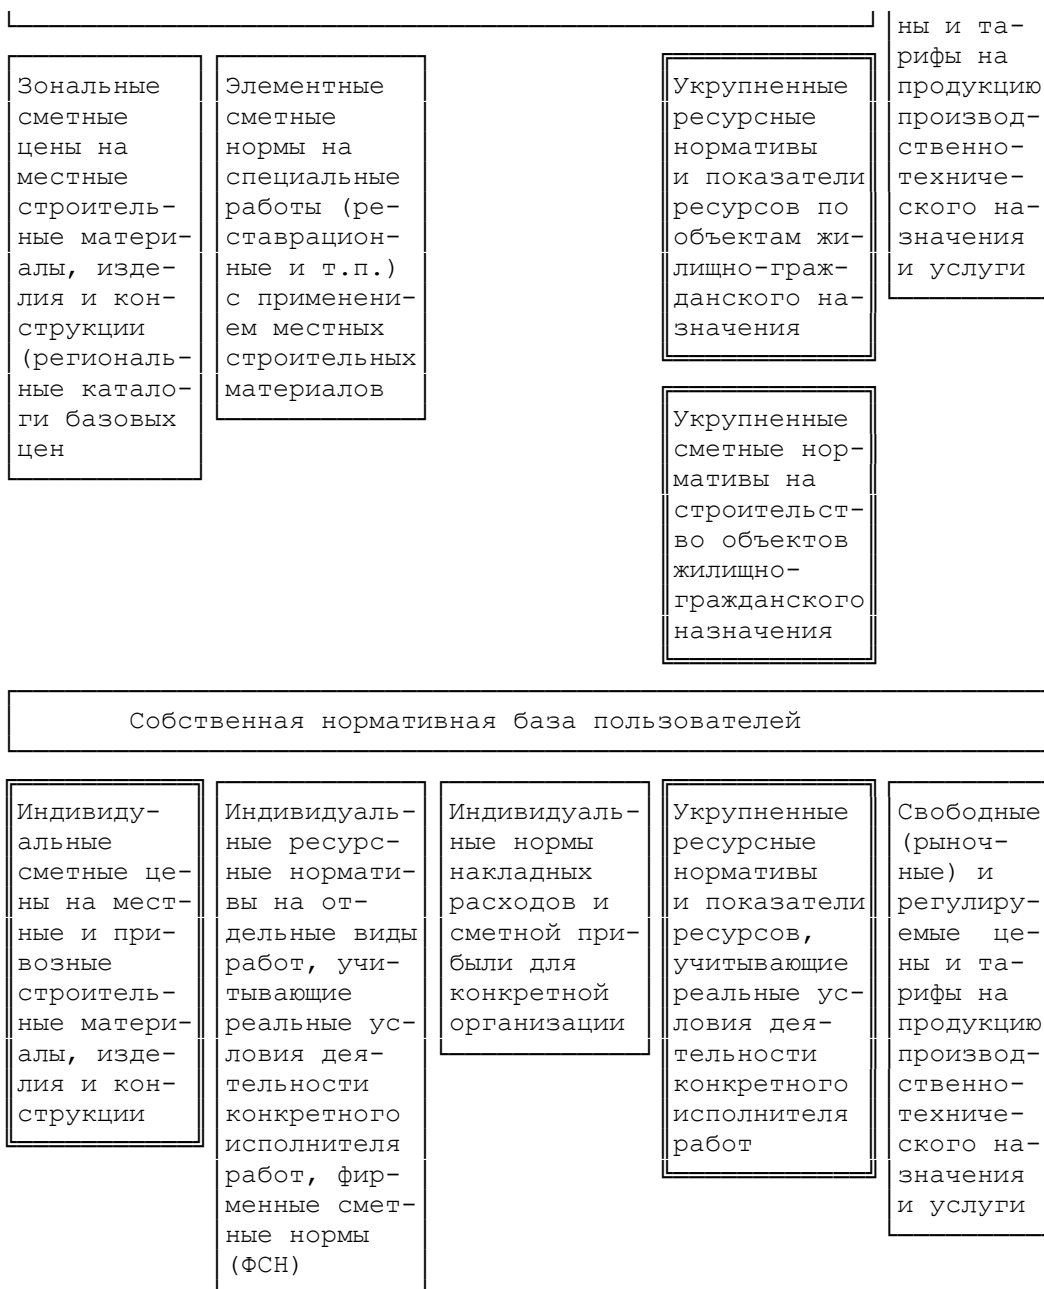 ны и та-
рифы на
продукцию
производ-
ственно-
техниче-
ского на-
значения
и услуги
Зональные
сметные
цены на
местные
строитель-
ные матери-
алы, изде-
лия и кон-
струкции
(региональ-
ные катало-
ги базовых
цен
Элементные
сметные
нормы на
специальные
работы (ре-
ставрацион-
ные и т.п.)
с применени-
ем местных
строительных
материалов
Укрупненные
ресурсные
нормативы
и показатели
ресурсов по
объектам жи-
лищно-граж-
данского на-
значения
Укрупненные
сметные нор-
мативы на
строительст-
во объектов
жилищно-
гражданского
назначения
Собственная нормативная база пользователей
Индивиду-
альные
сметные це-
ны на мест-
ные и при-
возные
строитель-
ные матери-
алы, изде-
лия и кон-
струкции
Индивидуаль-
ные ресурс-
ные нормати-
вы на от-
дельные виды
работ, учи-
тывающие
реальные ус-
ловия дея-
тельности
конкретного
исполнителя
работ, фир-
менные смет-
ные нормы
(ФСН)
Индивидуаль-
ные нормы
накладных
расходов и
сметной при-
были для
конкретной
организации
Укрупненные
ресурсные
нормативы
и показатели
ресурсов,
учитывающие
реальные ус-
ловия дея-
тельности
конкретного
исполнителя
работ
Свободные
(рыноч-
ные) и
регулиру-
емые це-
ны и та-
рифы на
продукцию
производ-
ственно-
техниче-
ского на-
значения
и услуги